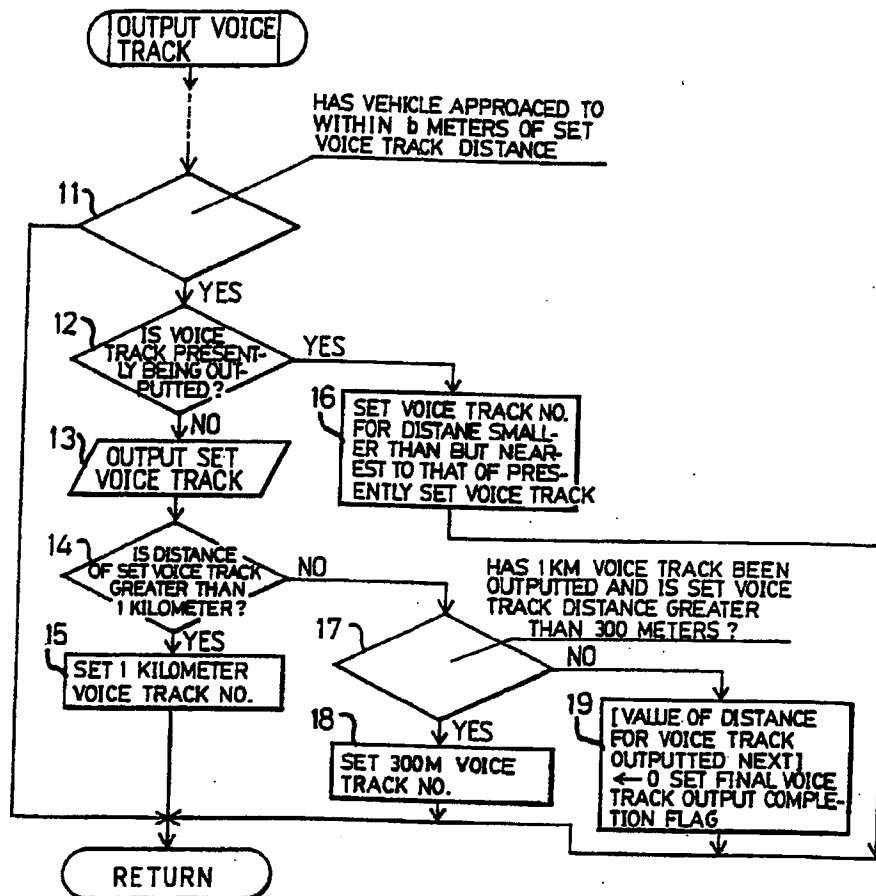 OUTPUT VOICE
TRACK
HAS VEHICLE APPROACED TO
WITHIN b METERS OF SET
VOICE TRACK DISTANCE
11
YES
12
IS VOICE
TRACK PRESENT-
LY BEING OUT-
PUTTED?
YES
NO
16
SET VOICE TRACK NO.
FOR DISTANE SMALL-
ER THAN BUT NEAR-
EST TO THAT OF PRES-
ENTLY SET VOICE TRACK
13
OUTPUT SET
VOICE TRACK
14
IS DISTANCE
OF SET VOICE TRACK
GREATER THAN
1 KILOMETER?
NO
YES
HAS 1KM VOICE TRACK BEEN
OUTPUTTED AND IS SET VOICE
TRACK DISTANCE GREATER
THAN 300 METERS ?
17
NO
YES
15
SET 1 KILOMETER
VOICE TRACK NO.
18
SET 300M VOICE
TRACK NO.
19
[VALUE OF DISTANCE
FOR VOICE TRACK
OUTPUTTED NEXT]
← 0 SET FINAL VOICE
TRACK OUTPUT COMPLE-
TION FLAG
RETURN